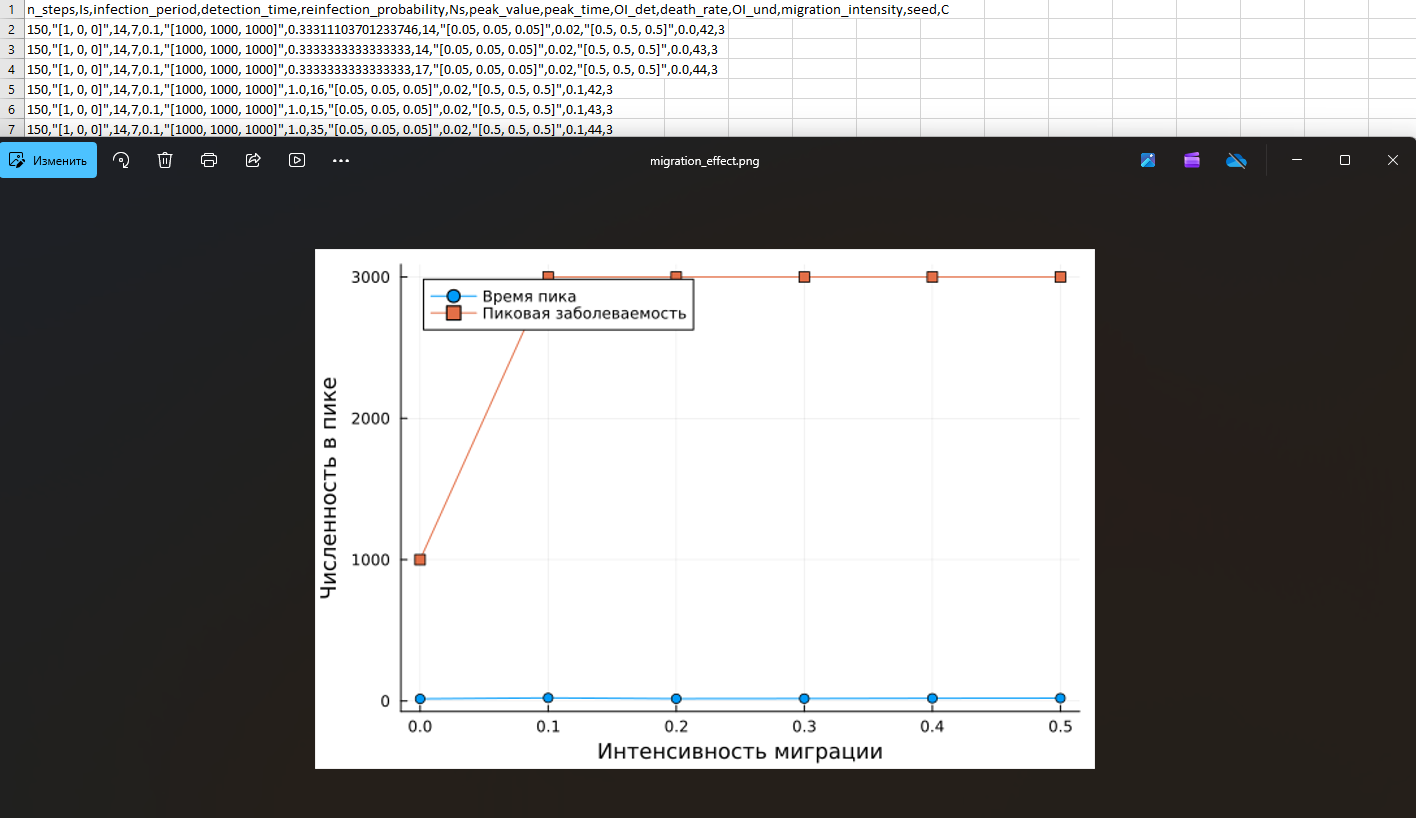 1 n_steps,Is,infection_period,detection_time,reinfection_probability,Ns,peak_value,peak_time,OI_det,death_rate,OI_und,migration_intensity,seed,C
2 150,"[1, 0, 0]",14,7,0.1,"[1000, 1000, 1000]",0.33311103701233746,14,"[0.05, 0.05, 0.05]",0.02,"[0.5, 0.5, 0.5]",0.0,42,3
3 150,"[1, 0, 0]",14,7,0.1,"[1000, 1000, 1000]",0.3333333333333333,14,"[0.05, 0.05, 0.05]",0.02,"[0.5, 0.5, 0.5]",0.0,43,3
4 150,"[1, 0, 0]",14,7,0.1,"[1000, 1000, 1000]",0.3333333333333333,17,"[0.05, 0.05, 0.05]",0.02,"[0.5, 0.5, 0.5]",0.0,44,3
5 150,"[1, 0, 0]",14,7,0.1,"[1000, 1000, 1000]",1.0,16,"[0.05, 0.05, 0.05]",0.02,"[0.5, 0.5, 0.5]",0.1,42,3
6 150,"[1, 0, 0]",14,7,0.1,"[1000, 1000, 1000]",1.0,15,"[0.05, 0.05, 0.05]",0.02,"[0.5, 0.5, 0.5]",0.1,43,3
7 150,"[1, 0, 0]",14,7,0.1,"[1000, 1000, 1000]",1.0,35,"[0.05, 0.05, 0.05]",0.02,"[0.5, 0.5, 0.5]",0.1,44,3
Изменить
migration_effect.png
Численность в пике
3000
2000
1000
0
Время пика
Пиковая заболеваемость
0.0 0.1 0.2 0.3 0.4 0.5
Интенсивность миграции